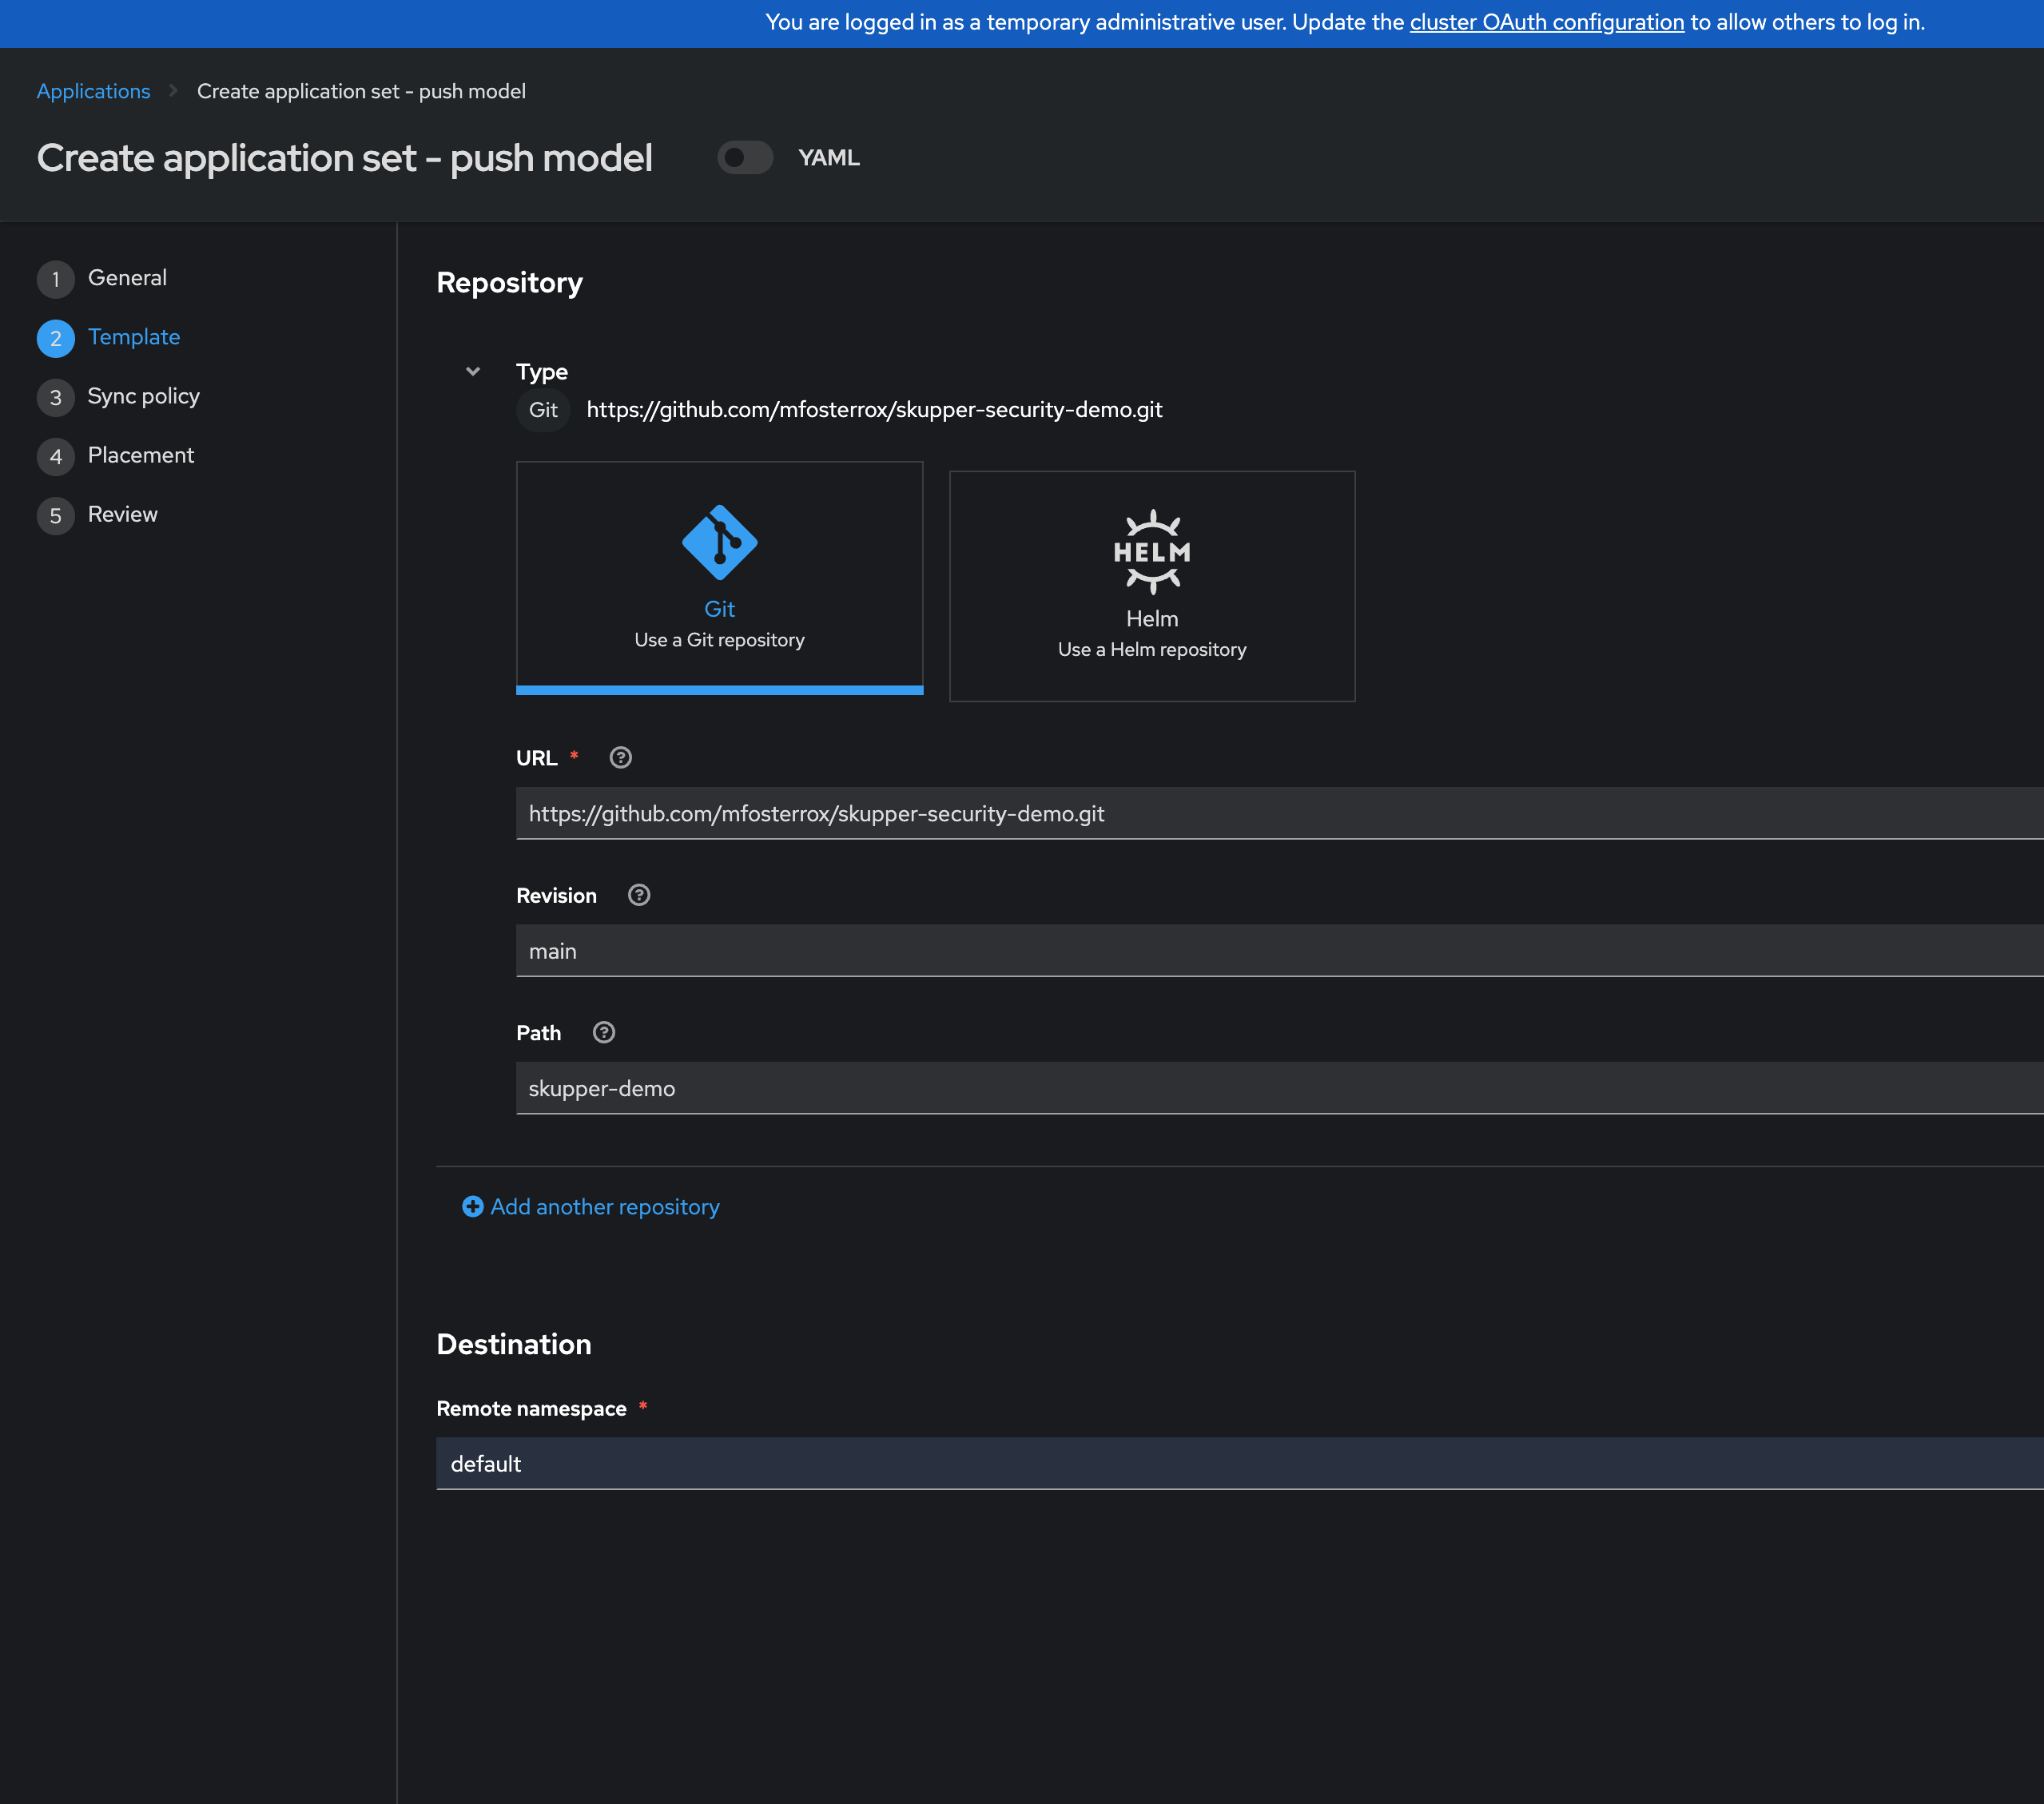 You are logged in as a temporary administrative user. Update the cluster OAuth configuration to allow others to log in.
Applications > Create application set - push model
Create application set - push model YAML
1 General
2 Template
3 Sync policy
4 Placement
5 Review
Repository
Type
Git https://github.com/mfosterrox/skupper-security-demo.git
Git
Use a Git repository
HELM
Helm
Use a Helm repository
URL *
https://github.com/mfosterrox/skupper-security-demo.git
Revision
main
Path
skupper-demo
Add another repository
Destination
Remote namespace *
default